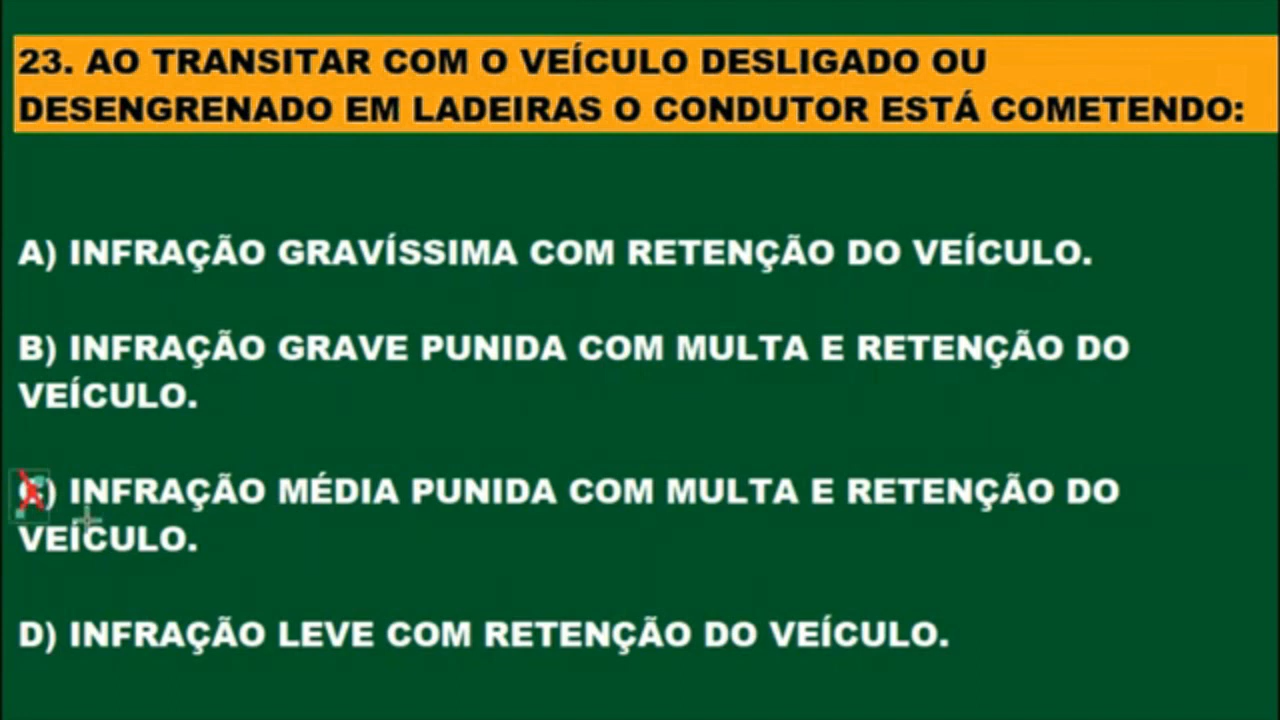 23. AO TRANSITAR COM O VEÍCULO DESLIGADO OU
DESENGRENADO EM LADEIRAS O CONDUTOR ESTÁ COMETENDO:
A) INFRAÇÃO GRAVÍSSIMA COM RETENÇÃO DO VEÍCULO.
B) INFRAÇÃO GRAVE PUNIDA COM MULTA E RETENÇÃO DO
VEÍCULO.
C) INFRAÇÃO MÉDIA PUNIDA COM MULTA E RETENÇÃO DO
VEÍCULO.
D) INFRAÇÃO LEVE COM RETENÇÃO DO VEÍCULO.